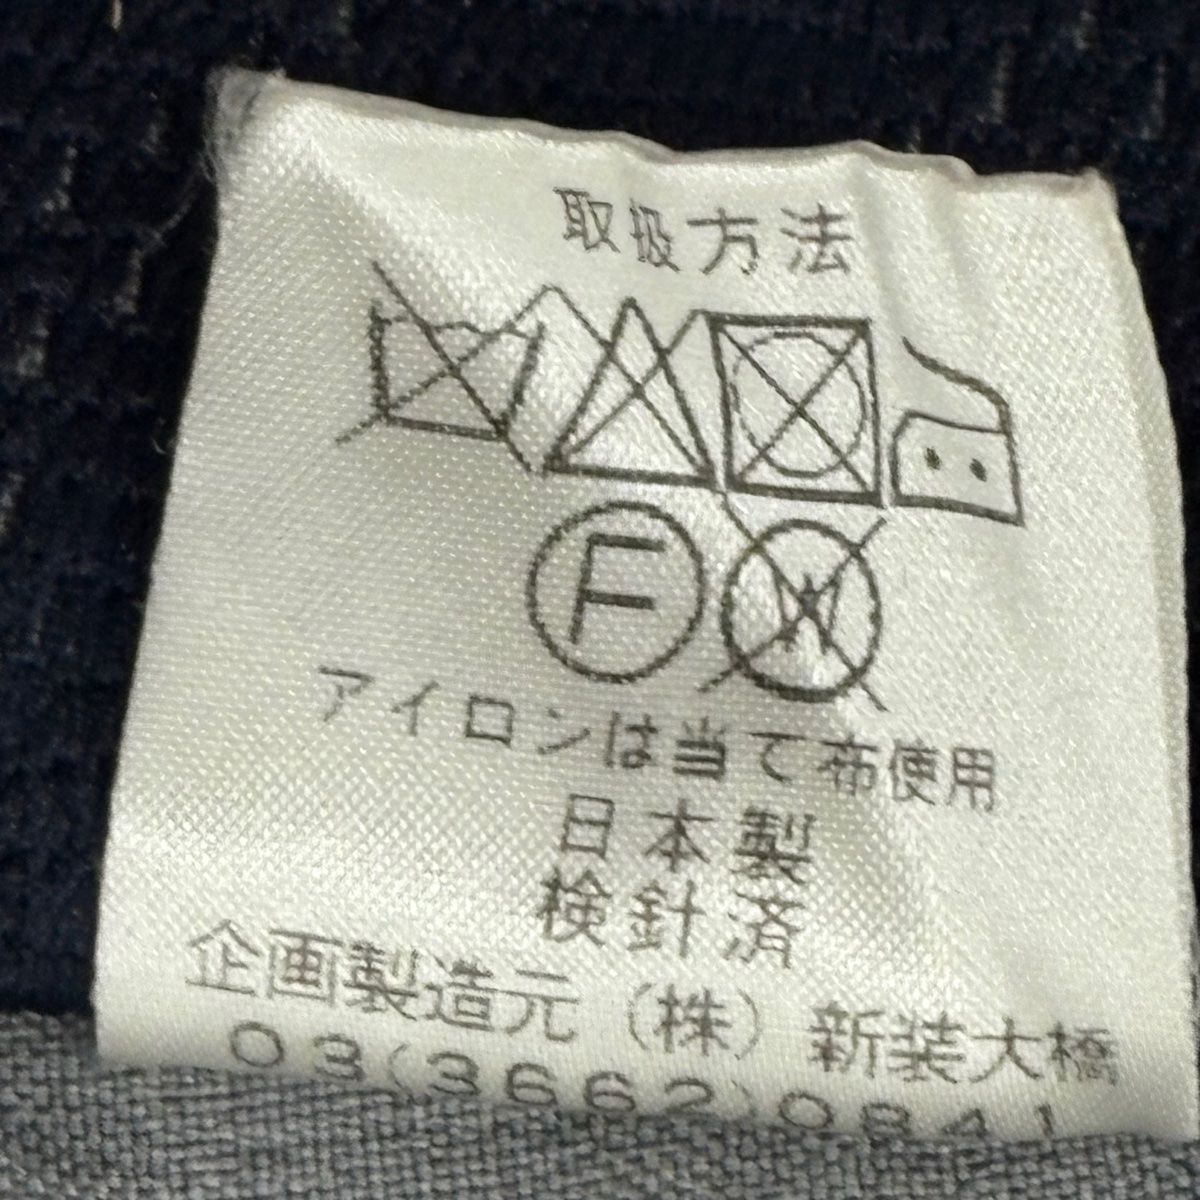 取扱方法
F
W
アイロンは当て布使用
日本製
検針済
企画製造元(株)新装大橋
03(3662)0841